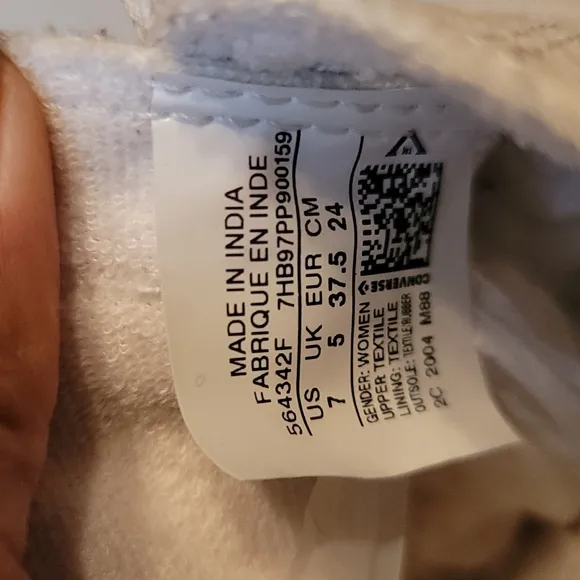 MADE IN INDIA
FABRIQUE EN INDE
564342F 7HB97PP900159
US UK EUR CM
7 5 37.5 24
GENDER: WOMEN
UPPER: TEXTILE
LINING: TEXTILE
OUTSOLE: TEXTILE/RUBBER
2C 2004 M88
CONVERSE